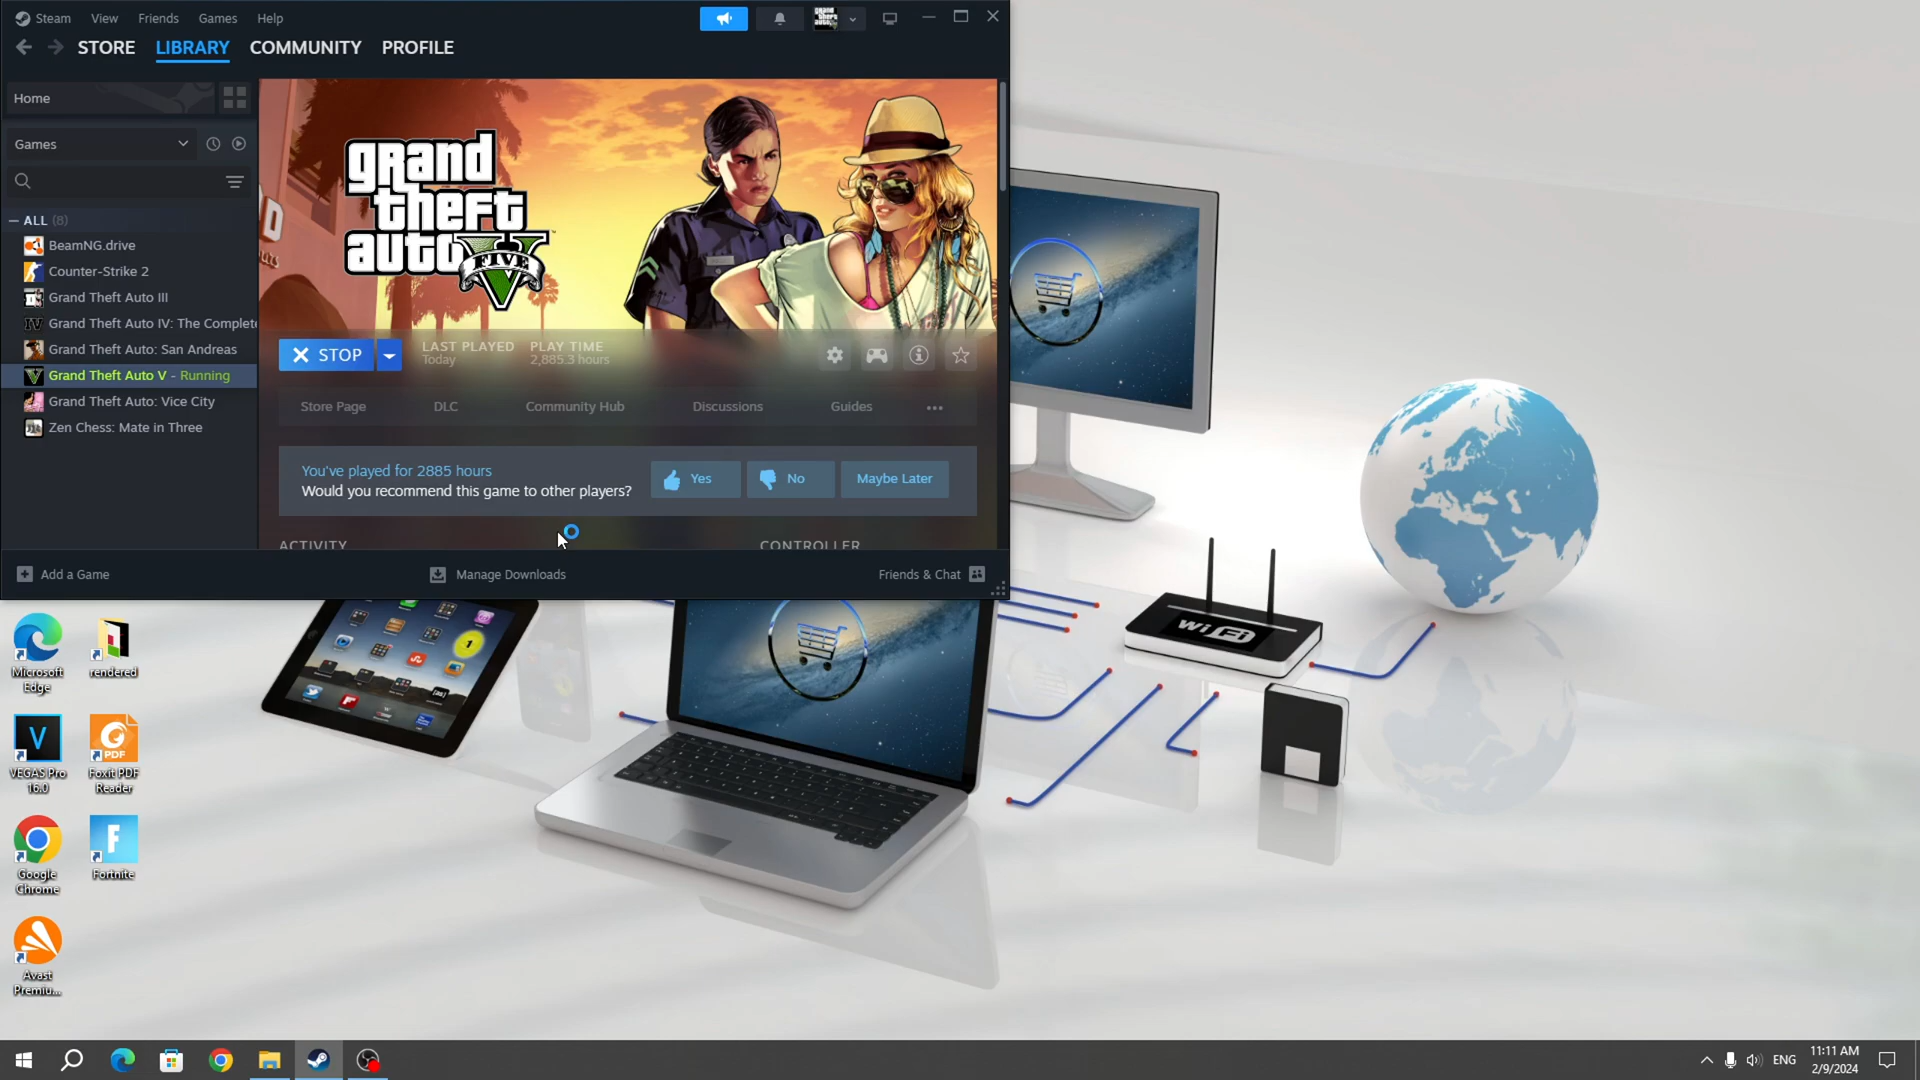 Steam View Friends Games Help
STORE LIBRARY COMMUNITY PROFILE
Home
Games
ALL (8)
BeamNG.drive
Counter-Strike 2
Grand Theft Auto III
Grand Theft Auto IV: The Complete
Grand Theft Auto: San Andreas
Grand Theft Auto V - Running
Grand Theft Auto: Vice City
Zen Chess: Mate in Three
grand
theft
auto V
FIVE
STOP
LAST PLAYED
Today
PLAY TIME
2,885.3 hours
Store Page DLC Community Hub Discussions Guides
You've played for 2885 hours
Would you recommend this game to other players?
Yes No Maybe Later
ACTIVITY CONTROLLER
Add a Game Manage Downloads Friends & Chat
WiFi
Microsoft
Edge
rendered
VEGAS Pro
16.0
PDF
Foxit PDF
Reader
Google
Chrome
Fortnite
Avast
Premiu...
ENG
11:11 AM
2/9/2024